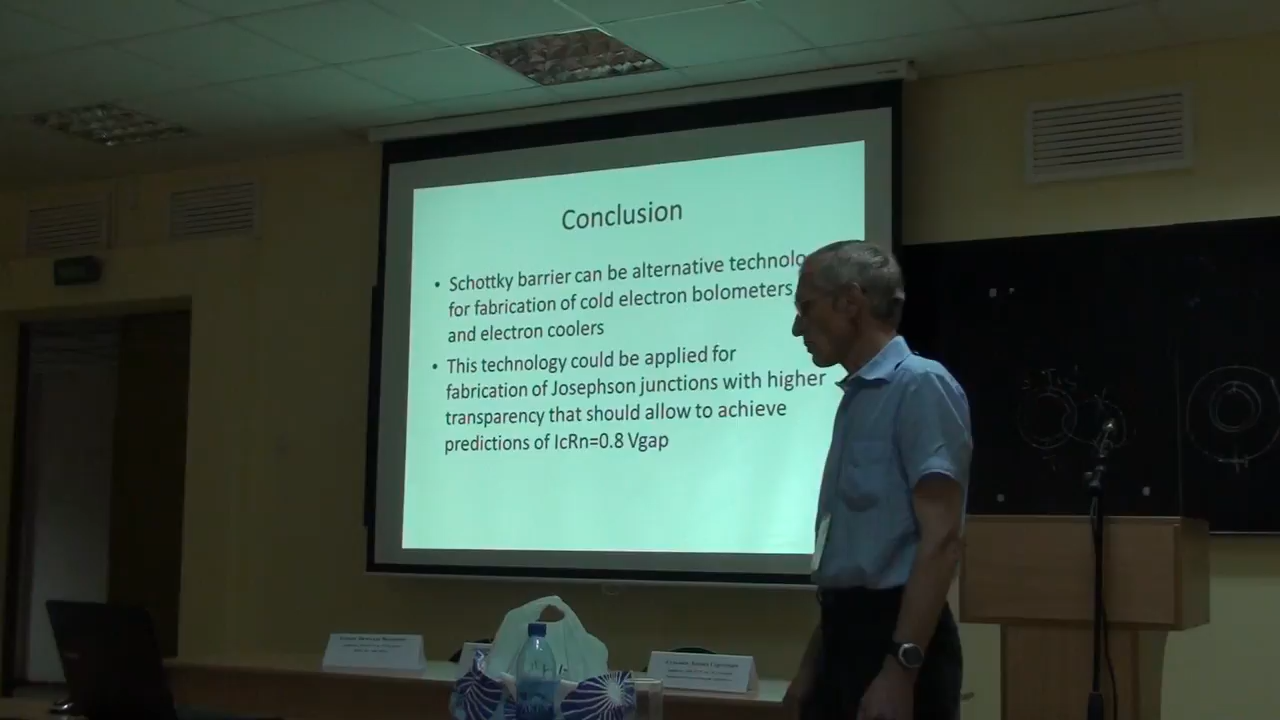 Conclusion
• Schottky barrier can be alternative technolo
for fabrication of cold electron bolometers
and electron coolers
• This technology could be applied for
fabrication of Josephson junctions with higher
transparency that should allow to achieve
predictions of IcRn=0.8 Vgap